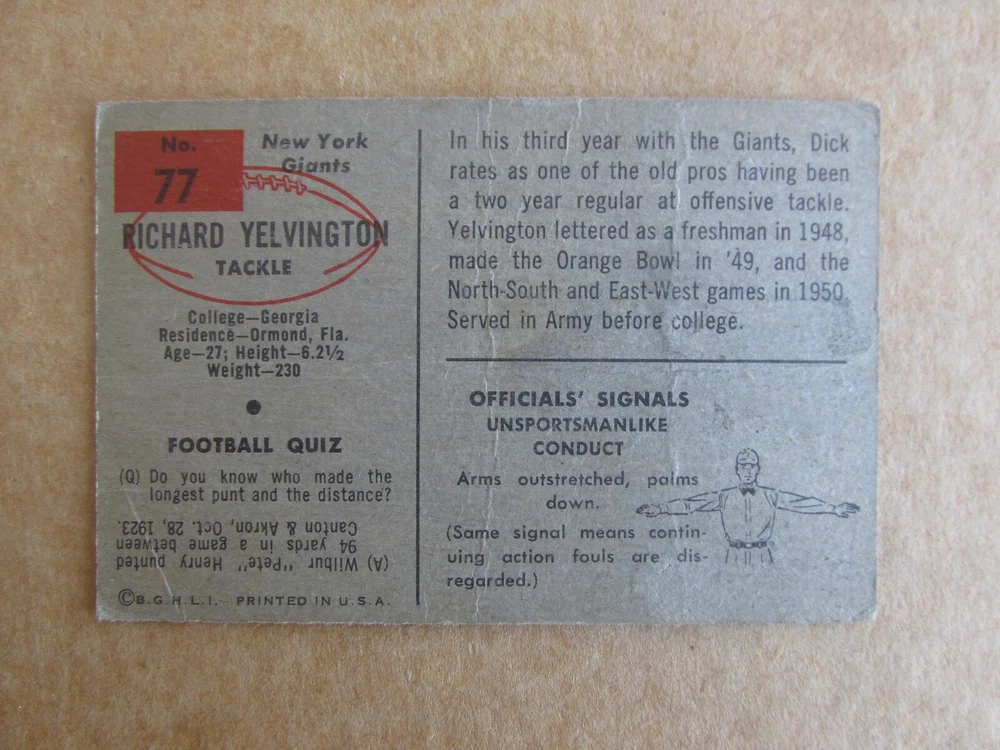 No.
77
New York
Giants
RICHARD YELVINGTON
TACKLE
College—Georgia
Residence—Ormond, Fla.
Age—27; Height—6.2½
Weight—230
FOOTBALL QUIZ
(Q) Do you know who made the
longest punt and the distance?
(A) Wilbur "Pete" Henry punted
94 yards in a game between
Canton & Akron, Oct. 28, 1923.
©B.G.H.L.I. PRINTED IN U.S.A.
In his third year with the Giants, Dick
rates as one of the old pros having been
a two year regular at offensive tackle.
Yelvington lettered as a freshman in 1948,
made the Orange Bowl in '49, and the
North-South and East-West games in 1950.
Served in Army before college.
OFFICIALS' SIGNALS
UNSPORTSMANLIKE
CONDUCT
Arms outstretched, palms
down.
(Same signal means contin-
uing action fouls are dis-
regarded.)